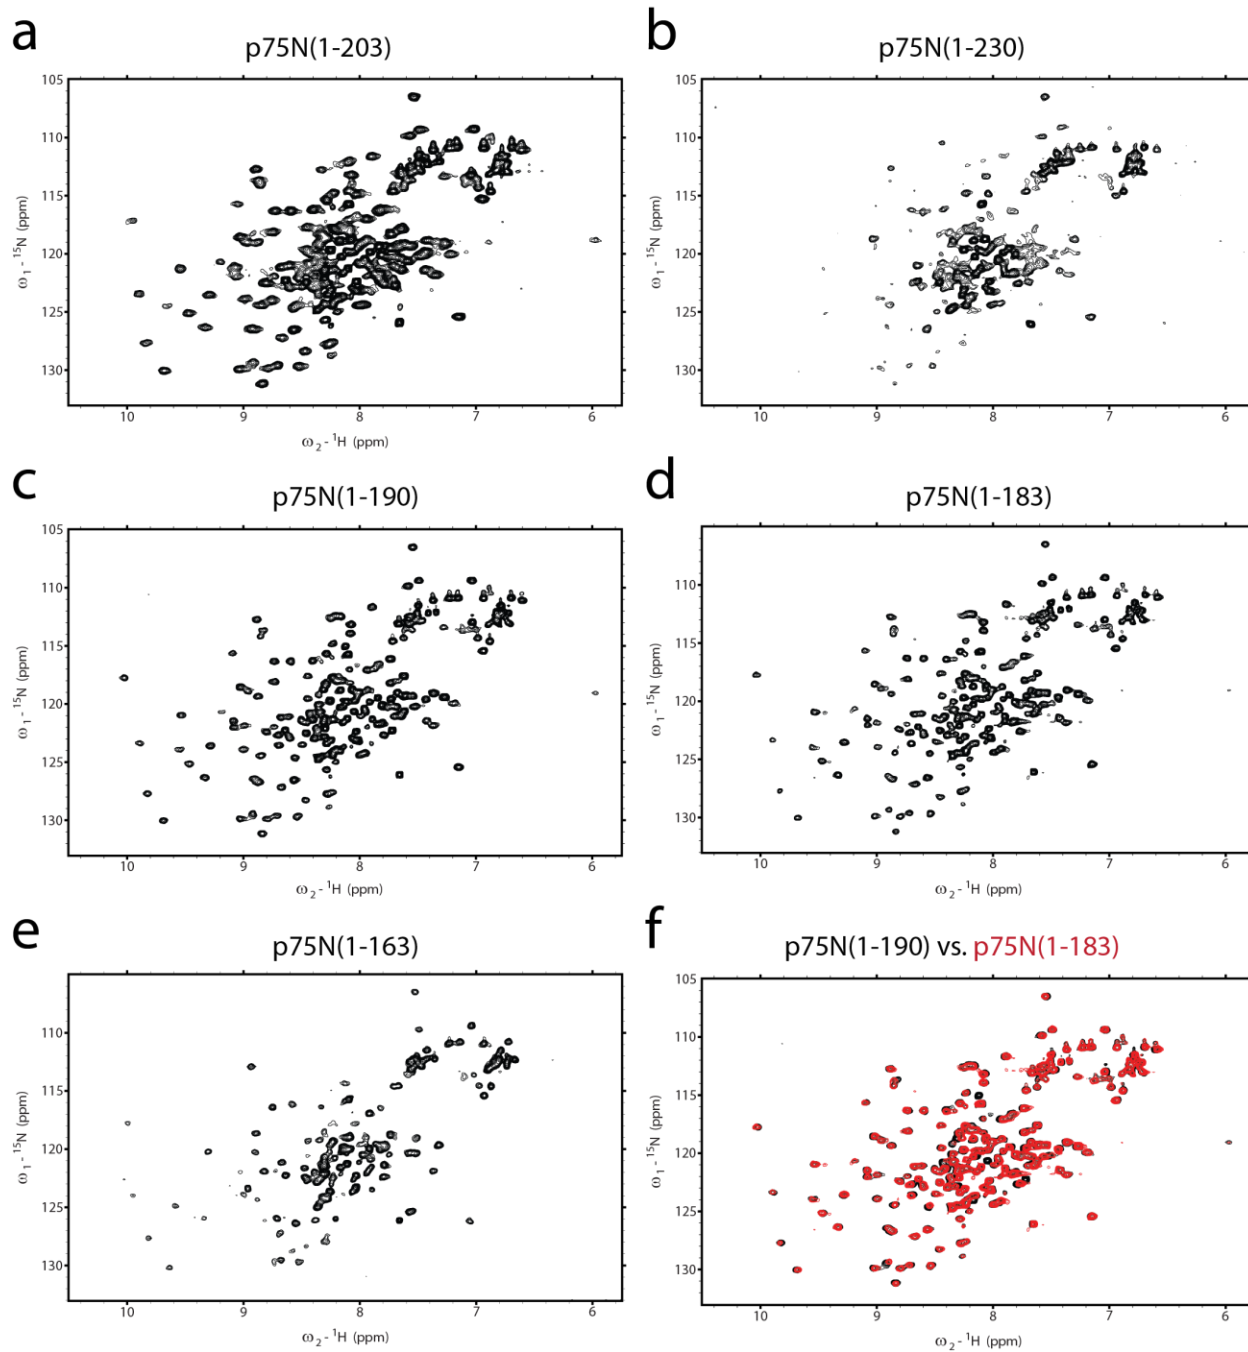 a
p75N(1-203)
105
110
115
120
125
130
ω1 - 15N (ppm)
10 9 8 7 6
ω2 - 1H (ppm)
b
p75N(1-230)
105
110
115
120
125
130
ω1 - 15N (ppm)
10 9 8 7 6
ω2 - 1H (ppm)
c
p75N(1-190)
105
110
115
120
125
130
ω1 - 15N (ppm)
10 9 8 7 6
ω2 - 1H (ppm)
d
p75N(1-183)
110
115
120
125
130
ω1 - 15N (ppm)
10 9 8 7 6
ω2 - 1H (ppm)
e
p75N(1-163)
110
115
120
125
130
ω1 - 15N (ppm)
10 9 8 7 6
ω2 - 1H (ppm)
f
p75N(1-190) vs. p75N(1-183)
105
110
115
120
125
130
ω1 - 15N (ppm)
10 9 8 7 6
ω2 - 1H (ppm)